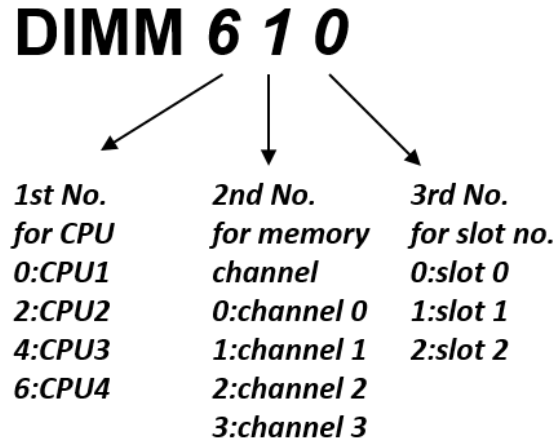 DIMM 6 1 0
1st No.
for CPU
0:CPU1
2:CPU2
4:CPU3
6:CPU4
2nd No.
for memory
channel
0:channel 0
1:channel 1
2:channel 2
3:channel 3
3rd No.
for slot no.
0:slot 0
1:slot 1
2:slot 2